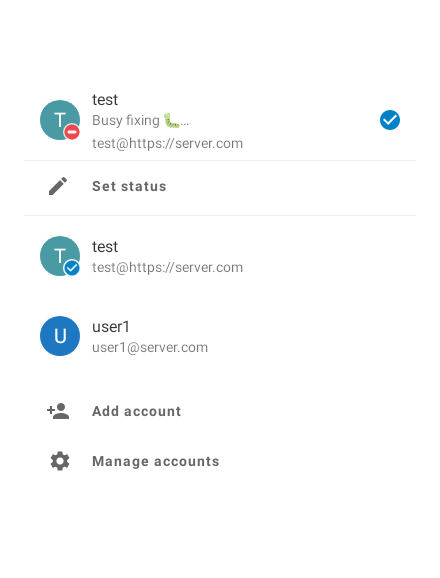 T
test
Busy fixing 🐛…
test@https://server.com
Set status
T
test
test@https://server.com
U
user1
user1@server.com
Add account
Manage accounts